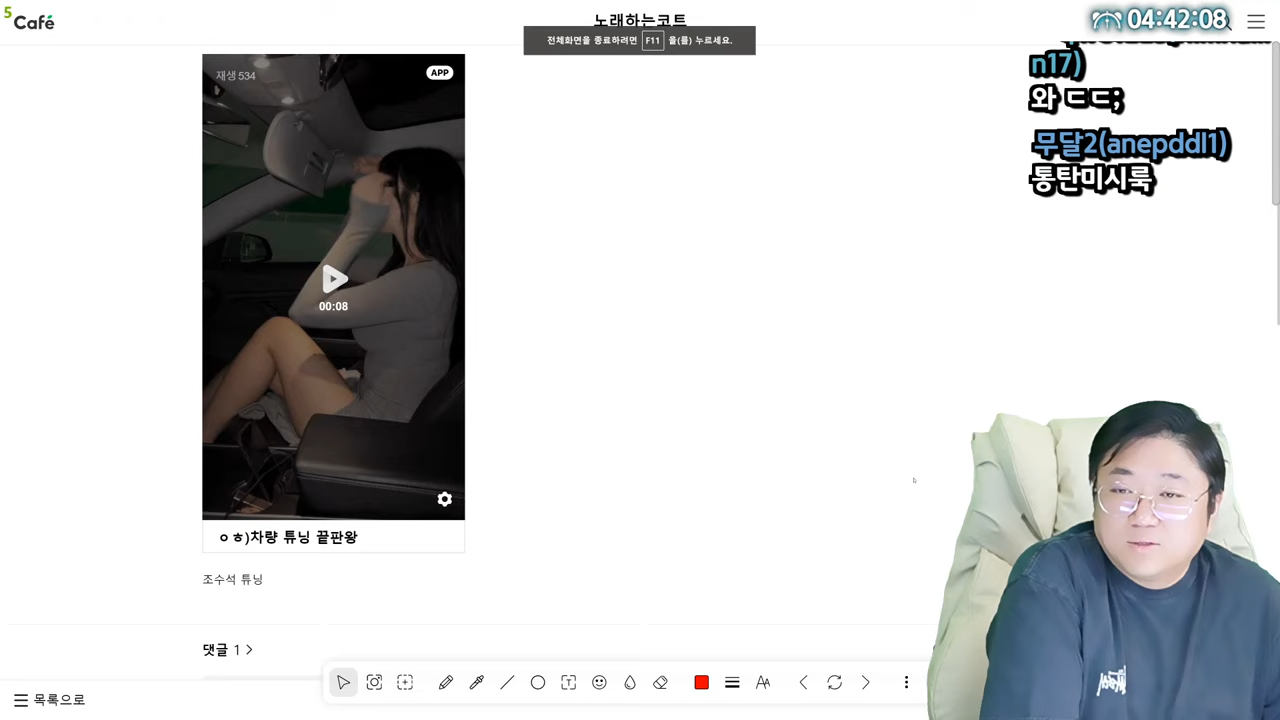 5
Café
노래하는코트
04:42:08
전체화면을 종료하려면 F11 을(를) 누르세요.
n17)
와 ㄷㄷ;
무달2(anepddl1)
통탄미시룩
재생 534
APP
00:08
ㅇㅎ)차량 튜닝 끝판왕
조수석 튜닝
댓글 1
목록으로